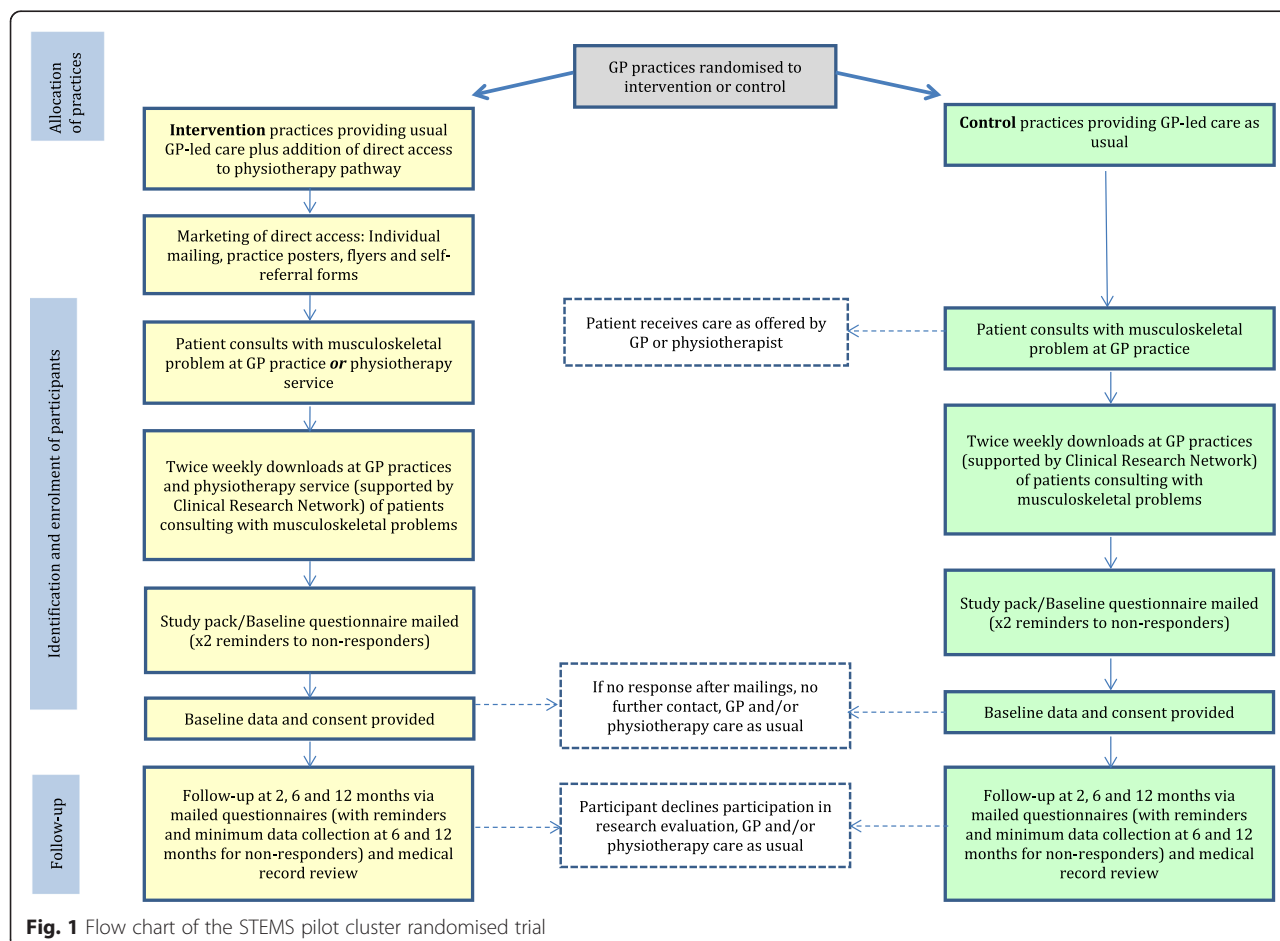 Allocation
of practices
GP practices randomised to
intervention or control
Intervention practices providing usual
GP-led care plus addition of direct access
to physiotherapy pathway
Control practices providing GP-led care as
usual
Marketing of direct access: Individual
mailing, practice posters, flyers and self-
referral forms
Identification and enrolment of participants
Patient consults with musculoskeletal
problem at GP practice or physiotherapy
service
Patient receives care as offered by
GP or physiotherapist
Patient consults with musculoskeletal
problem at GP practice
Twice weekly downloads at GP practices
and physiotherapy service (supported by
Clinical Research Network) of patients
consulting with musculoskeletal problems
Twice weekly downloads at GP practices
(supported by Clinical Research Network)
of patients consulting with
musculoskeletal problems
Study pack/Baseline questionnaire mailed
(x2 reminders to non-responders)
Study pack/Baseline questionnaire mailed
(x2 reminders to non-responders)
Baseline data and consent provided
If no response after mailings, no
further contact, GP and/or
physiotherapy care as usual
Baseline data and consent provided
Follow-up
Follow-up at 2, 6 and 12 months via
mailed questionnaires (with reminders
and minimum data collection at 6 and 12
months for non-responders) and medical
record review
Participant declines participation in
research evaluation, GP and/or
physiotherapy care as usual
Follow-up at 2, 6 and 12 months via
mailed questionnaires (with reminders
and minimum data collection at 6 and 12
months for non-responders) and medical
record review
Fig. 1 Flow chart of the STEMS pilot cluster randomised trial